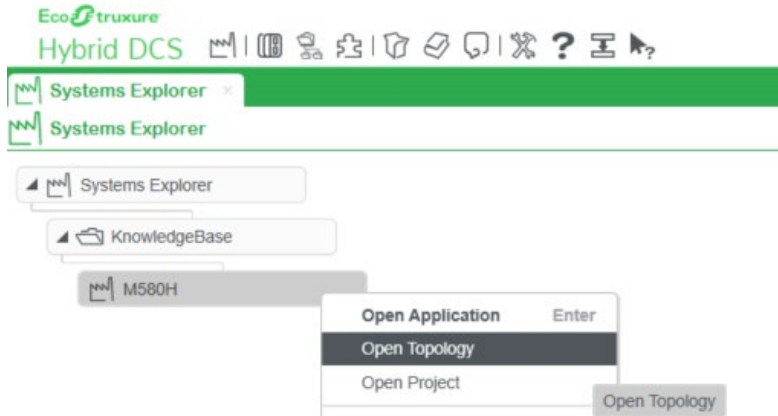 EcoStruxure
Hybrid DCS
Systems Explorer
Systems Explorer
Systems Explorer
KnowledgeBase
M580H
Open Application Enter
Open Topology
Open Project
Open Topology